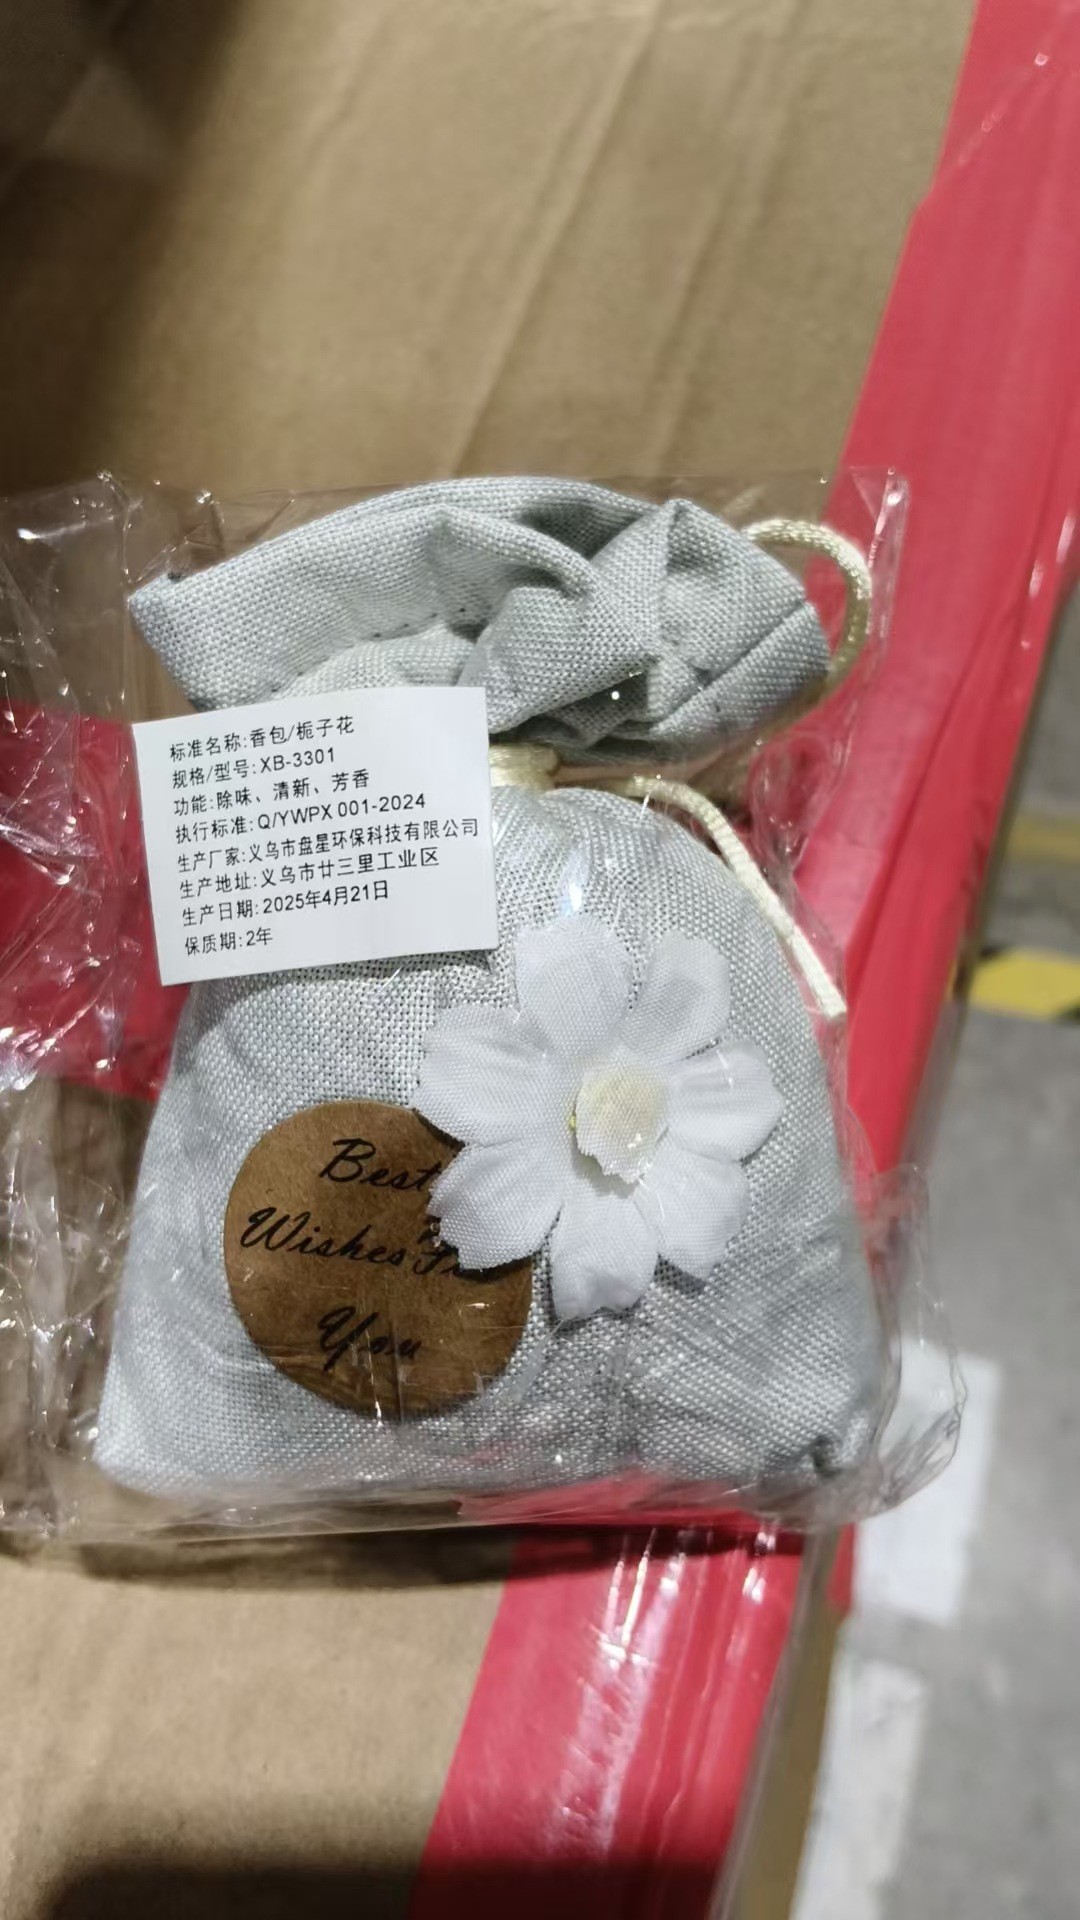 标准名称:香包/栀子花
规格/型号:XB-3301
功能:除味、清新、芳香
执行标准:Q/YWPX 001-2024
生产厂家:义乌市盘星环保科技有限公司
生产地址:义乌市廿三里工业区
生产日期:2025年4月21日
保质期:2年
Best
Wishes
You